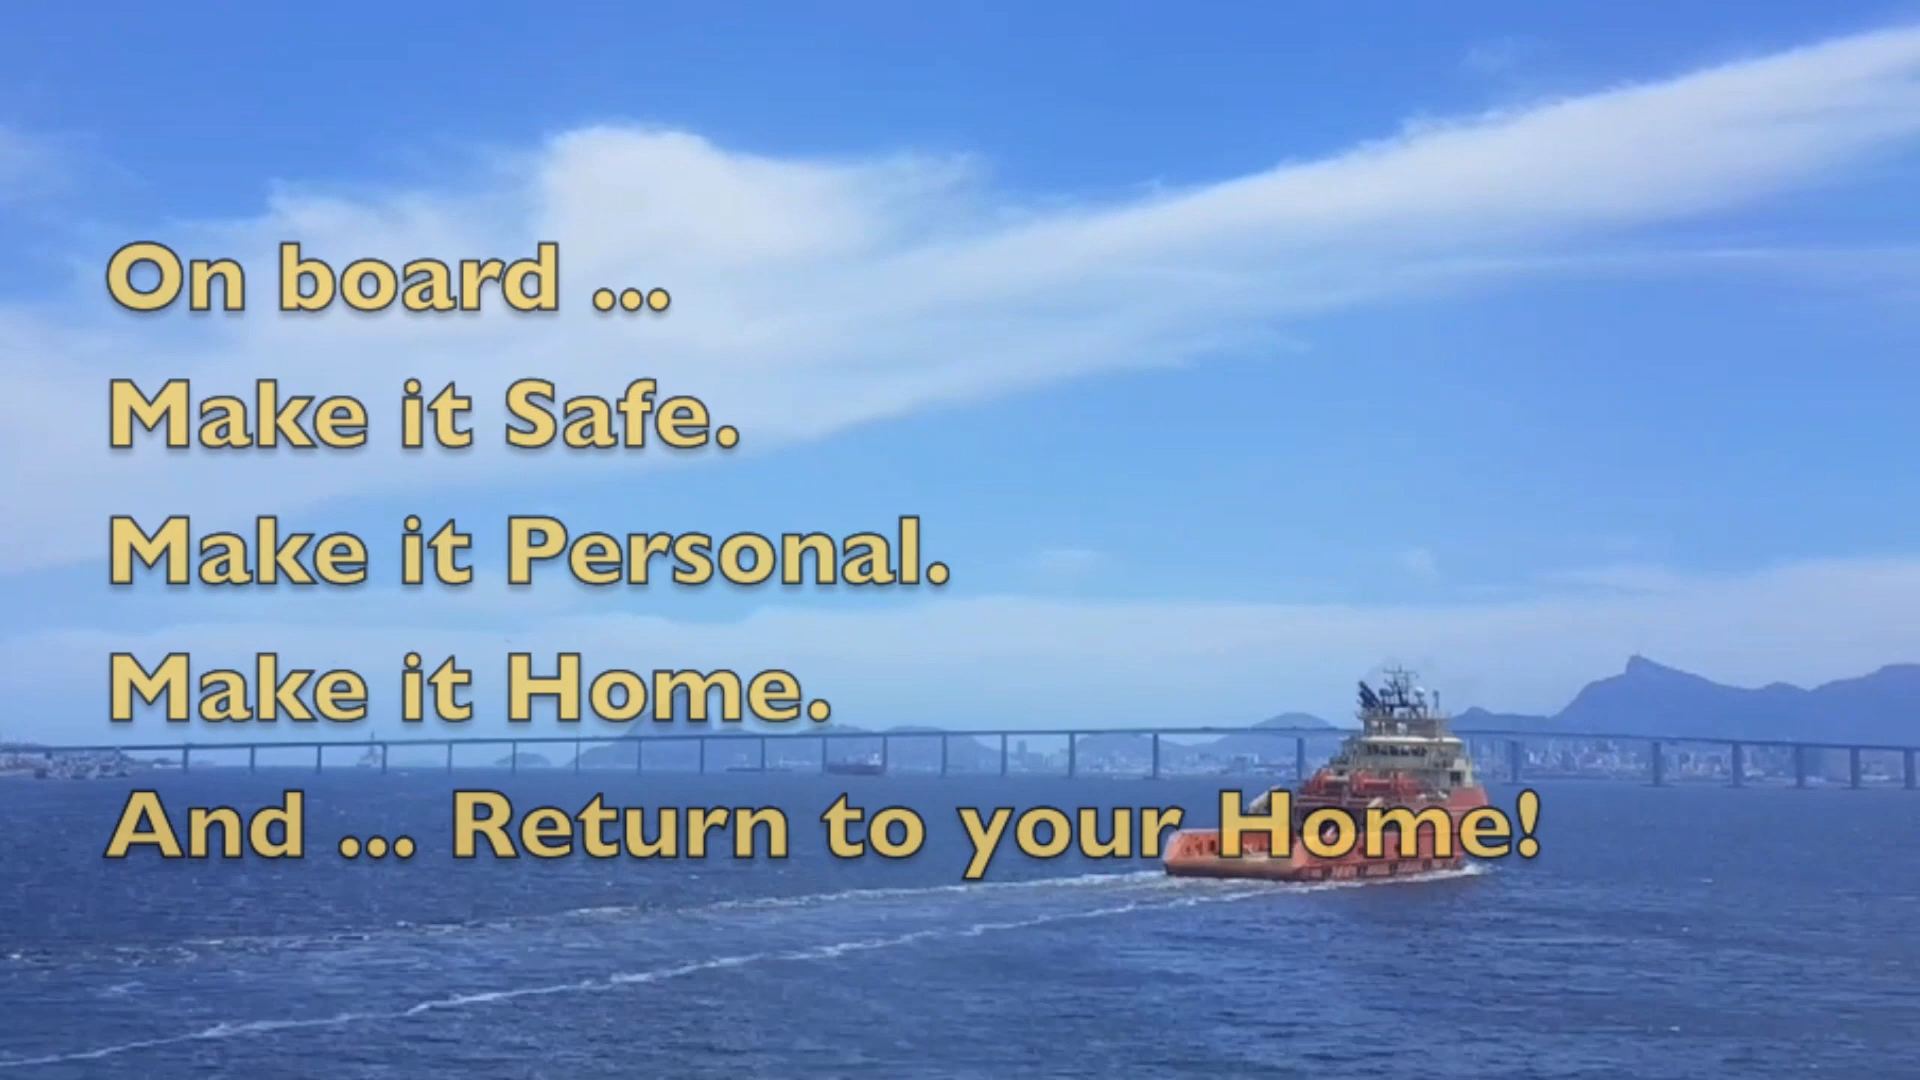 On board ...
Make it Safe.
Make it Personal.
Make it Home.
And ... Return to your Home!